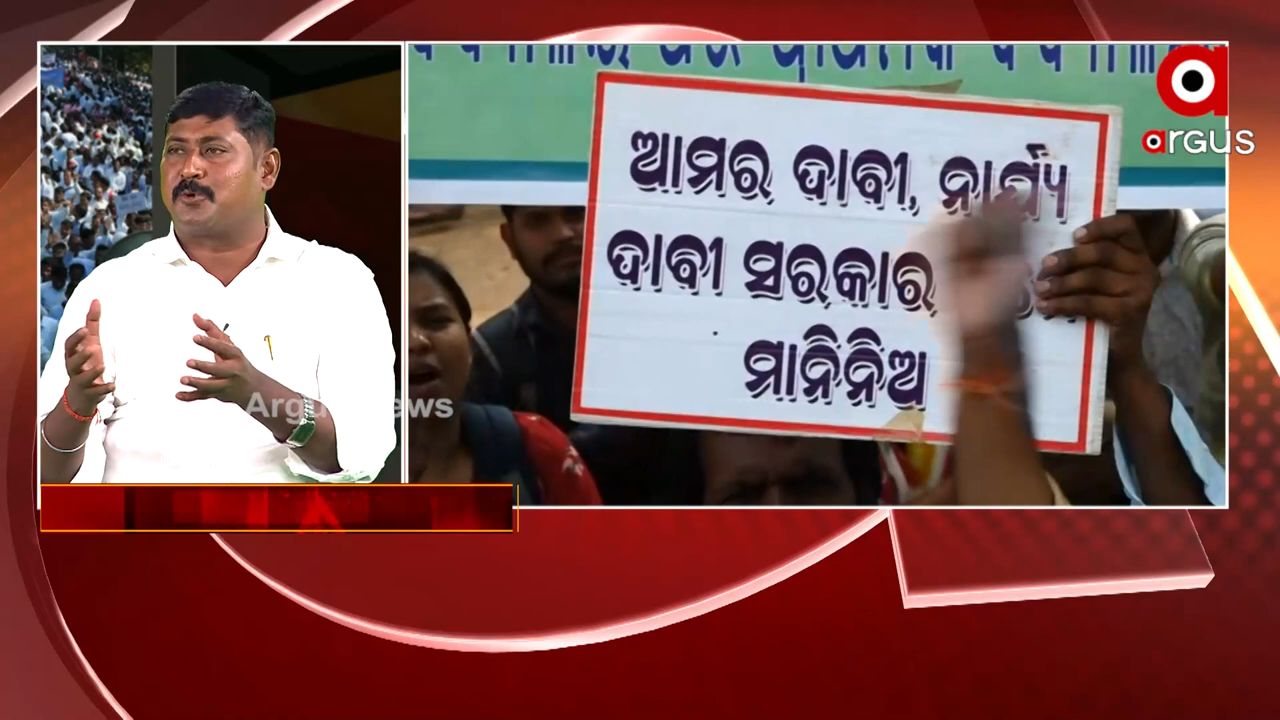 argus
ଆମର ଦାବୀ, ନାର୍ଯ୍ୟ
ଦାବୀ ସରକାର
ମାନିନିଅ
Argus News